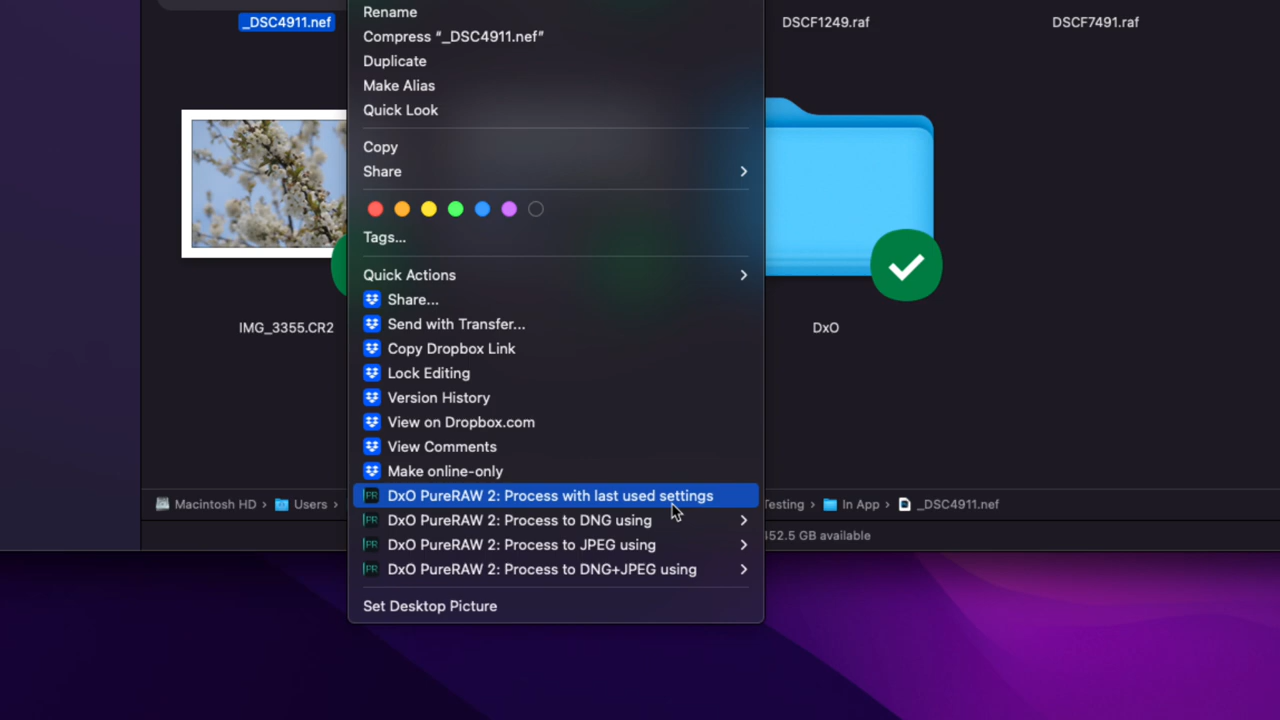 _DSC4911.nef
DSCF1249.raf
DSCF7491.raf
Rename
Compress “_DSC4911.nef”
Duplicate
Make Alias
Quick Look
Copy
Share
Tags...
Quick Actions
Share...
Send with Transfer...
Copy Dropbox Link
Lock Editing
Version History
View on Dropbox.com
View Comments
Make online-only
PR DxO PureRAW 2: Process with last used settings
PR DxO PureRAW 2: Process to DNG using
PR DxO PureRAW 2: Process to JPEG using
PR DxO PureRAW 2: Process to DNG+JPEG using
Set Desktop Picture
IMG_3355.CR2
DxO
Macintosh HD › Users ›
Testing › In App › _DSC4911.nef
452.5 GB available